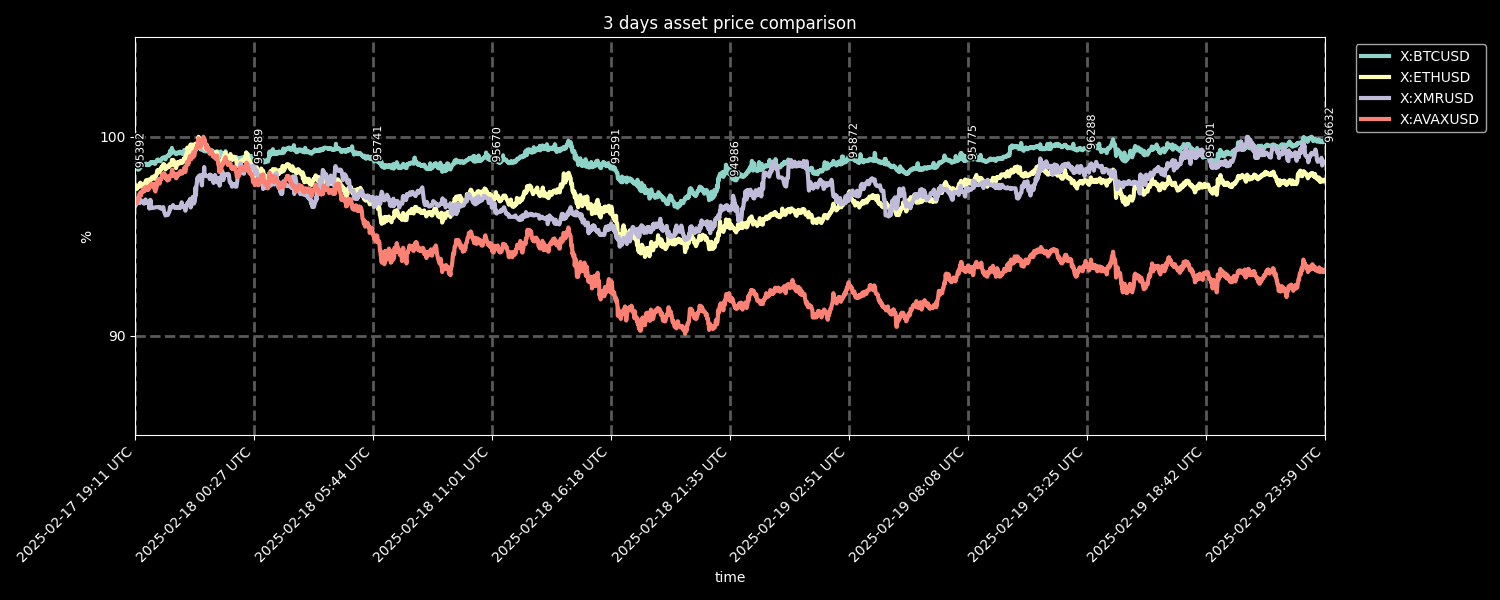 3 days asset price comparison
X:BTCUSD
X:ETHUSD
X:XMRUSD
X:AVAXUSD
100
90
%
95392
95589
95741
95670
95591
94986
95872
95775
96288
95901
96632
2025-02-17 19:11 UTC
2025-02-18 00:27 UTC
2025-02-18 05:44 UTC
2025-02-18 11:01 UTC
2025-02-18 16:18 UTC
2025-02-18 21:35 UTC
2025-02-19 02:51 UTC
2025-02-19 08:08 UTC
2025-02-19 13:25 UTC
2025-02-19 18:42 UTC
2025-02-19 23:59 UTC
time